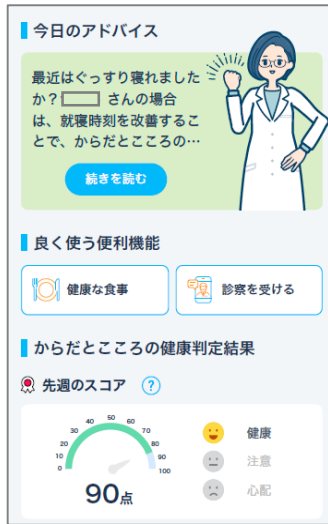 今日のアドバイス
最近はぐっすり寝れました
か？ さんの場合
は、就寝時刻を改善するこ
とで、からだとこころの…
続きを読む
良く使う便利機能
健康な食事
診察を受ける
からだとこころの健康判定結果
先週のスコア ?
0
10
20
30
40
50
60
70
80
90
100
90点
健康
注意
心配